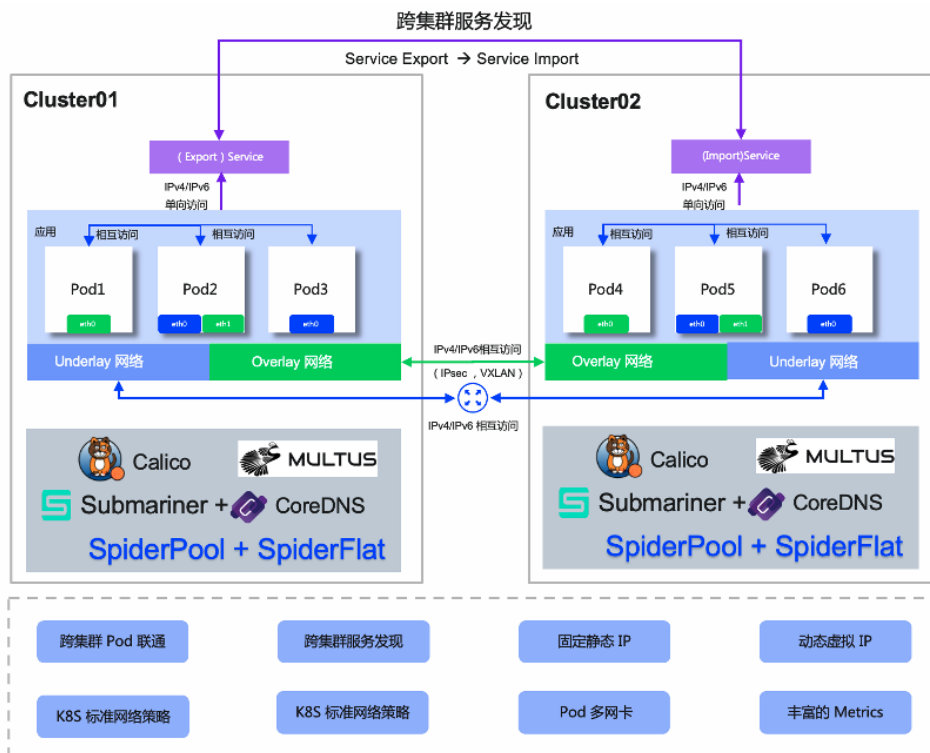 跨集群服务发现
Service Export → Service Import
Cluster01
( Export ) Service
IPv4/IPv6
单向访问
应用
相互访问
相互访问
Pod1
Pod2
Pod3
eth0
eth0
eth1
eth0
Underlay 网络
Overlay 网络
Calico
MULTUS
Submariner +
CoreDNS
SpiderPool + SpiderFlat
IPv4/IPv6相互访问
( IPsec , VXLAN )
IPv4/IPV6 相互访问
Cluster02
(Import)Service
IPv4/IPv6
单向访问
应用
相互访问
相互访问
Pod4
Pod5
Pod6
eth0
eth0
eth1
eth0
Overlay 网络
Underlay 网络
Calico
MULTUS
Submariner +
CoreDNS
SpiderPool + SpiderFlat
跨集群 Pod 联通
跨集群服务发现
固定静态 IP
动态虚拟 IP
K8S 标准网络策略
K8S 标准网络策略
Pod 多网卡
丰富的 Metrics